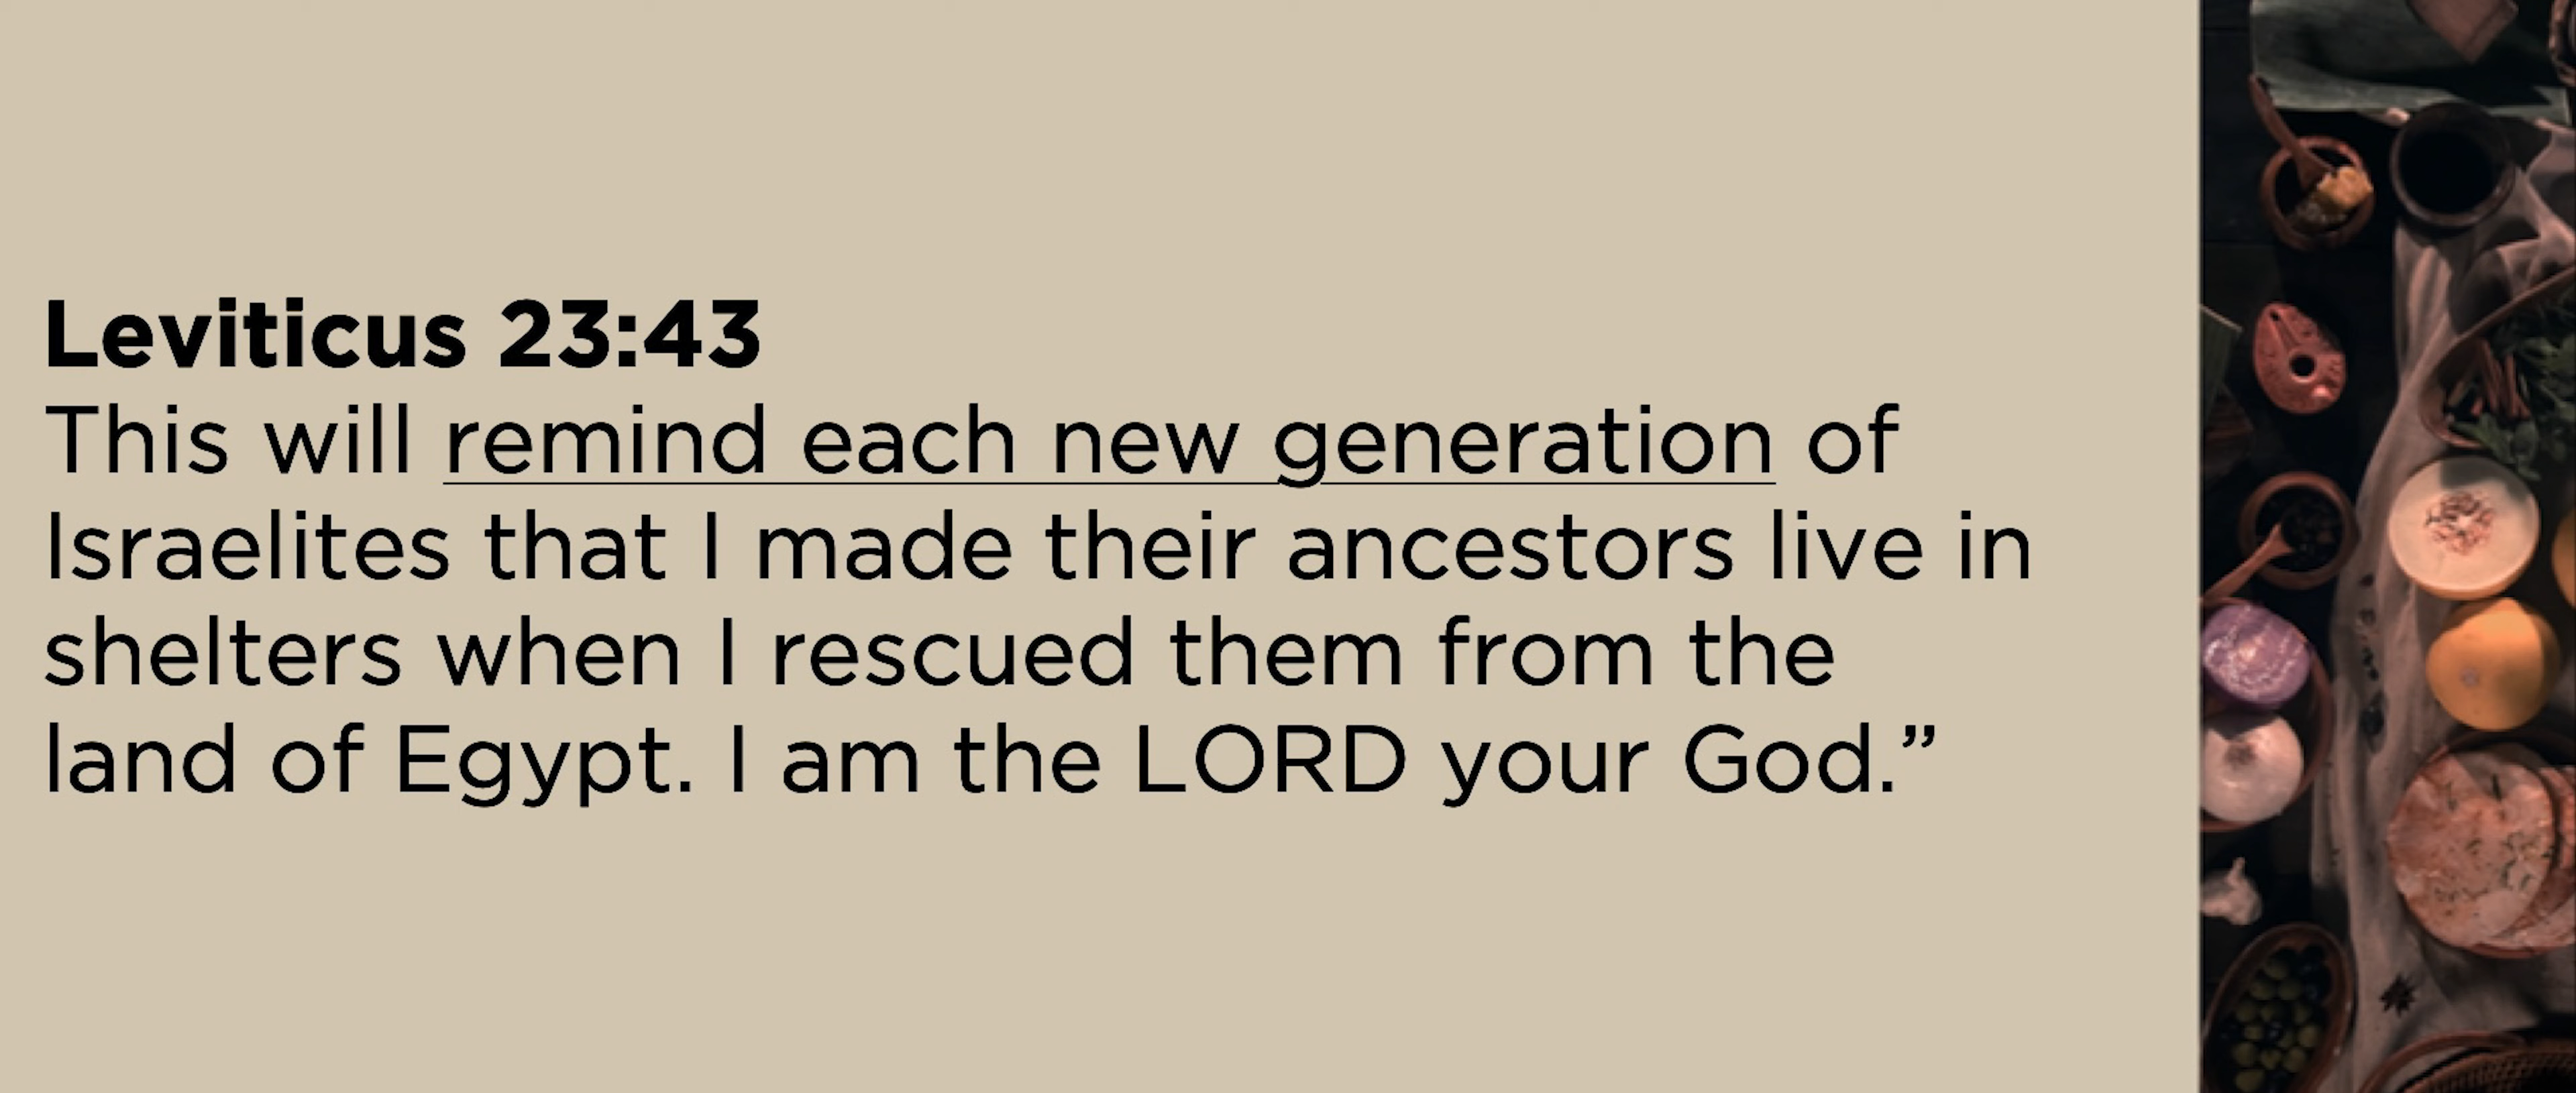 Leviticus 23:43
This will remind each new generation of
Israelites that I made their ancestors live in
shelters when I rescued them from the
land of Egypt. I am the LORD your God.”